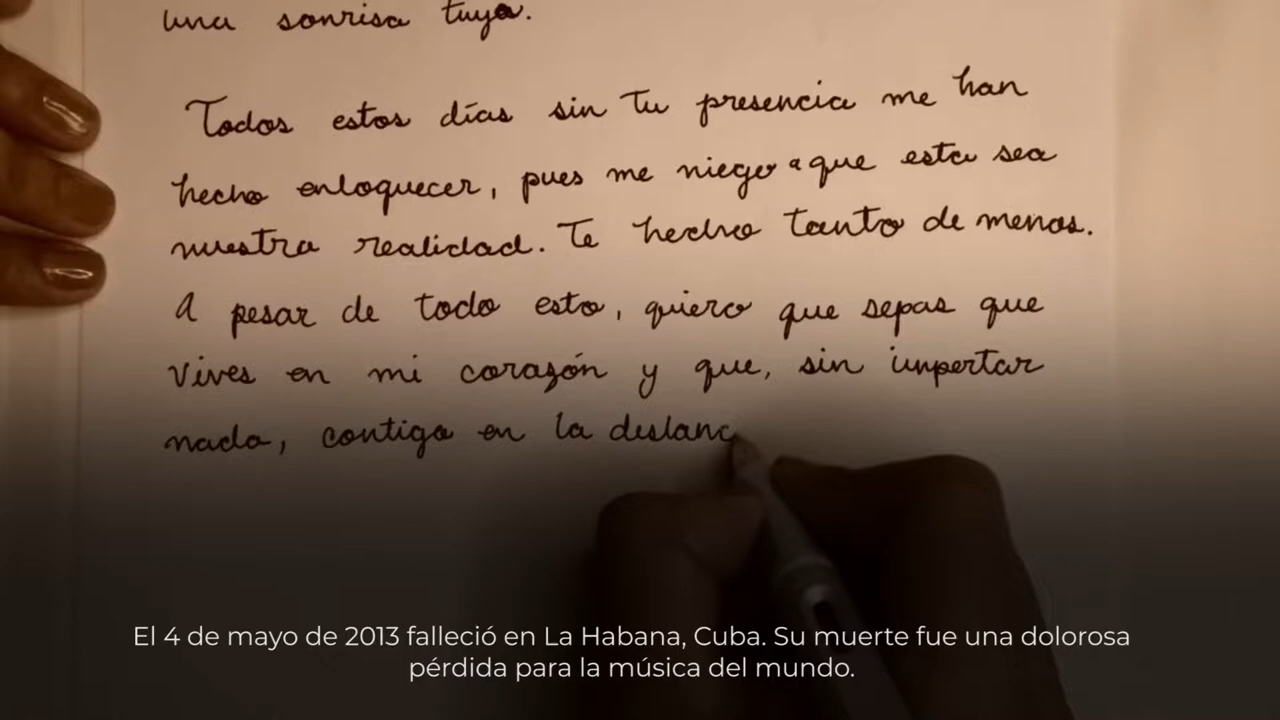 una sonrisa tuya.
Todos estos días sin tu presencia me han
hecho enloquecer, pues me niego a que esta sea
nuestra realidad. Te hecho tanto de menos.
A pesar de todo esto, quiero que sepas que
vives en mi corazón y que, sin importar
nada, contigo en la distanc
El 4 de mayo de 2013 falleció en La Habana, Cuba. Su muerte fue una dolorosa
pérdida para la música del mundo.